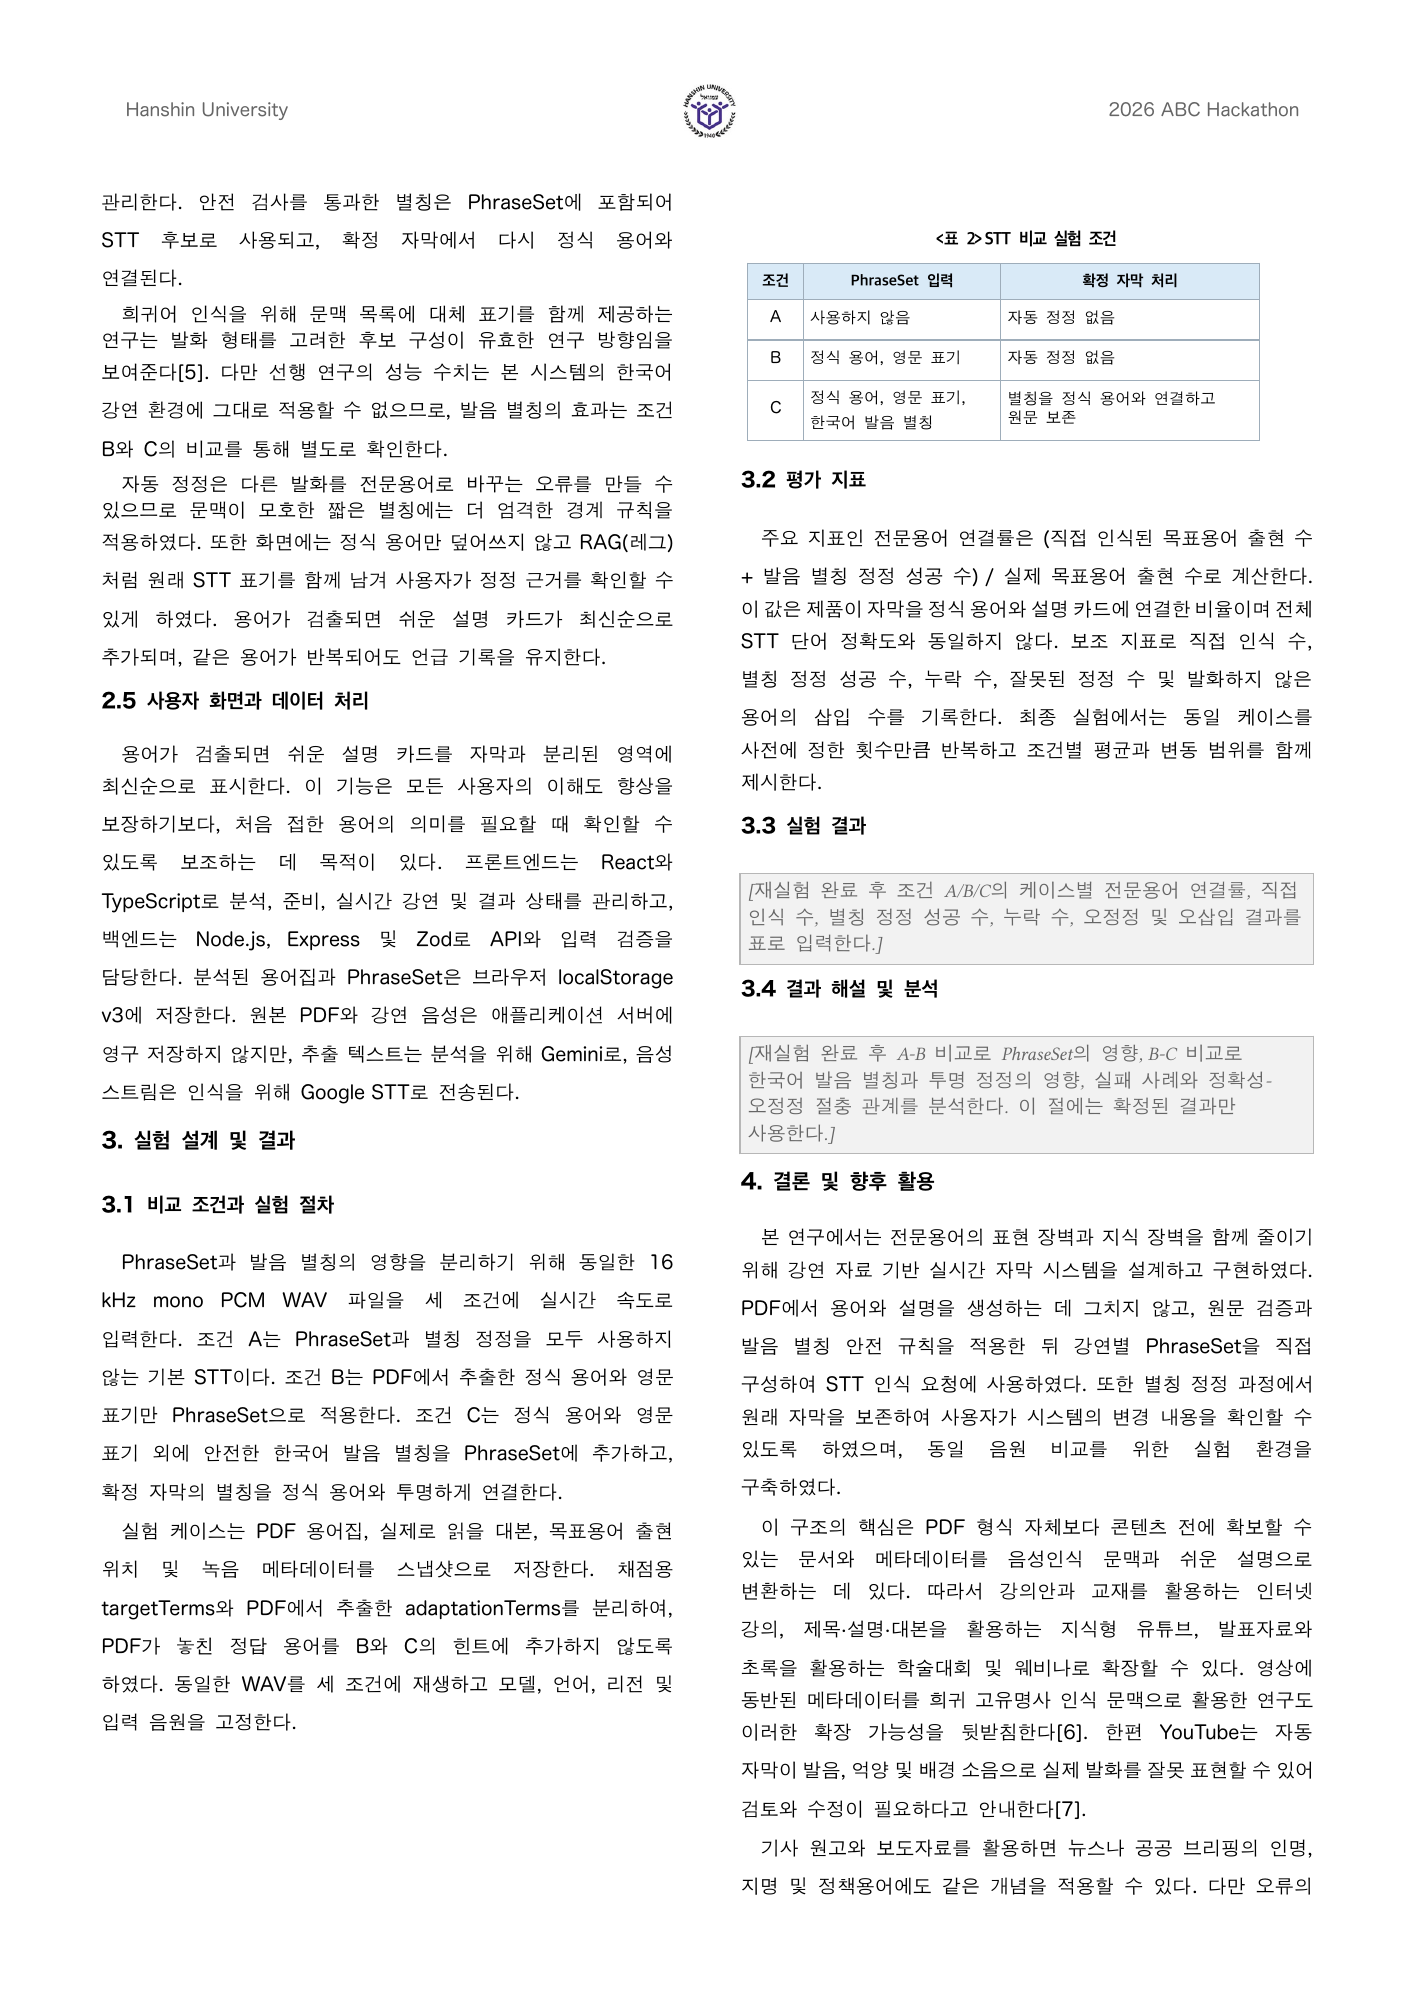 Hanshin University
HANSHIN UNIVERSITY
1940
2026 ABC Hackathon
관리한다. 안전 검사를 통과한 별칭은 PhraseSet에 포함되어
STT 후보로 사용되고, 확정 자막에서 다시 정식 용어와
연결된다.
희귀어 인식을 위해 문맥 목록에 대체 표기를 함께 제공하는
연구는 발화 형태를 고려한 후보 구성이 유효한 연구 방향임을
보여준다[5]. 다만 선행 연구의 성능 수치는 본 시스템의 한국어
강연 환경에 그대로 적용할 수 없으므로, 발음 별칭의 효과는 조건
B와 C의 비교를 통해 별도로 확인한다.
자동 정정은 다른 발화를 전문용어로 바꾸는 오류를 만들 수
있으므로 문맥이 모호한 짧은 별칭에는 더 엄격한 경계 규칙을
적용하였다. 또한 화면에는 정식 용어만 덮어쓰지 않고 RAG(레그)
처럼 원래 STT 표기를 함께 남겨 사용자가 정정 근거를 확인할 수
있게 하였다. 용어가 검출되면 쉬운 설명 카드가 최신순으로
추가되며, 같은 용어가 반복되어도 언급 기록을 유지한다.
2.5 사용자 화면과 데이터 처리
용어가 검출되면 쉬운 설명 카드를 자막과 분리된 영역에
최신순으로 표시한다. 이 기능은 모든 사용자의 이해도 향상을
보장하기보다, 처음 접한 용어의 의미를 필요할 때 확인할 수
있도록 보조하는 데 목적이 있다. 프론트엔드는 React와
TypeScript로 분석, 준비, 실시간 강연 및 결과 상태를 관리하고,
백엔드는 Node.js, Express 및 Zod로 API와 입력 검증을
담당한다. 분석된 용어집과 PhraseSet은 브라우저 localStorage
v3에 저장한다. 원본 PDF와 강연 음성은 애플리케이션 서버에
영구 저장하지 않지만, 추출 텍스트는 분석을 위해 Gemini로, 음성
스트림은 인식을 위해 Google STT로 전송된다.
3. 실험 설계 및 결과
3.1 비교 조건과 실험 절차
PhraseSet과 발음 별칭의 영향을 분리하기 위해 동일한 16
kHz mono PCM WAV 파일을 세 조건에 실시간 속도로
입력한다. 조건 A는 PhraseSet과 별칭 정정을 모두 사용하지
않는 기본 STT이다. 조건 B는 PDF에서 추출한 정식 용어와 영문
표기만 PhraseSet으로 적용한다. 조건 C는 정식 용어와 영문
표기 외에 안전한 한국어 발음 별칭을 PhraseSet에 추가하고,
확정 자막의 별칭을 정식 용어와 투명하게 연결한다.
실험 케이스는 PDF 용어집, 실제로 읽을 대본, 목표용어 출현
위치 및 녹음 메타데이터를 스냅샷으로 저장한다. 채점용
targetTerms와 PDF에서 추출한 adaptationTerms를 분리하여,
PDF가 놓친 정답 용어를 B와 C의 힌트에 추가하지 않도록
하였다. 동일한 WAV를 세 조건에 재생하고 모델, 언어, 리전 및
입력 음원을 고정한다.
<표 2>STT 비교 실험 조건
조건 PhraseSet 입력 확정 자막 처리
A 사용하지 않음 자동 정정 없음
B 정식 용어, 영문 표기 자동 정정 없음
C 정식 용어, 영문 표기, 한국어 발음 별칭 별칭을 정식 용어와 연결하고 원문 보존
3.2 평가 지표
주요 지표인 전문용어 연결률은 (직접 인식된 목표용어 출현 수
+ 발음 별칭 정정 성공 수) / 실제 목표용어 출현 수로 계산한다.
이 값은 제품이 자막을 정식 용어와 설명 카드에 연결한 비율이며 전체
STT 단어 정확도와 동일하지 않다. 보조 지표로 직접 인식 수,
별칭 정정 성공 수, 누락 수, 잘못된 정정 수 및 발화하지 않은
용어의 삽입 수를 기록한다. 최종 실험에서는 동일 케이스를
사전에 정한 횟수만큼 반복하고 조건별 평균과 변동 범위를 함께
제시한다.
3.3 실험 결과
[재실험 완료 후 조건 A/B/C의 케이스별 전문용어 연결률, 직접
인식 수, 별칭 정정 성공 수, 누락 수, 오정정 및 오삽입 결과를
표로 입력한다.]
3.4 결과 해설 및 분석
[재실험 완료 후 A-B 비교로 PhraseSet의 영향, B-C 비교로
한국어 발음 별칭과 투명 정정의 영향, 실패 사례와 정확성-
오정정 절충 관계를 분석한다. 이 절에는 확정된 결과만
사용한다.]
4. 결론 및 향후 활용
본 연구에서는 전문용어의 표현 장벽과 지식 장벽을 함께 줄이기
위해 강연 자료 기반 실시간 자막 시스템을 설계하고 구현하였다.
PDF에서 용어와 설명을 생성하는 데 그치지 않고, 원문 검증과
발음 별칭 안전 규칙을 적용한 뒤 강연별 PhraseSet을 직접
구성하여 STT 인식 요청에 사용하였다. 또한 별칭 정정 과정에서
원래 자막을 보존하여 사용자가 시스템의 변경 내용을 확인할 수
있도록 하였으며, 동일 음원 비교를 위한 실험 환경을
구축하였다.
이 구조의 핵심은 PDF 형식 자체보다 콘텐츠 전에 확보할 수
있는 문서와 메타데이터를 음성인식 문맥과 쉬운 설명으로
변환하는 데 있다. 따라서 강의안과 교재를 활용하는 인터넷
강의, 제목·설명·대본을 활용하는 지식형 유튜브, 발표자료와
초록을 활용하는 학술대회 및 웨비나로 확장할 수 있다. 영상에
동반된 메타데이터를 희귀 고유명사 인식 문맥으로 활용한 연구도
이러한 확장 가능성을 뒷받침한다[6]. 한편 YouTube는 자동
자막이 발음, 억양 및 배경 소음으로 실제 발화를 잘못 표현할 수 있어
검토와 수정이 필요하다고 안내한다[7].
기사 원고와 보도자료를 활용하면 뉴스나 공공 브리핑의 인명,
지명 및 정책용어에도 같은 개념을 적용할 수 있다. 다만 오류의